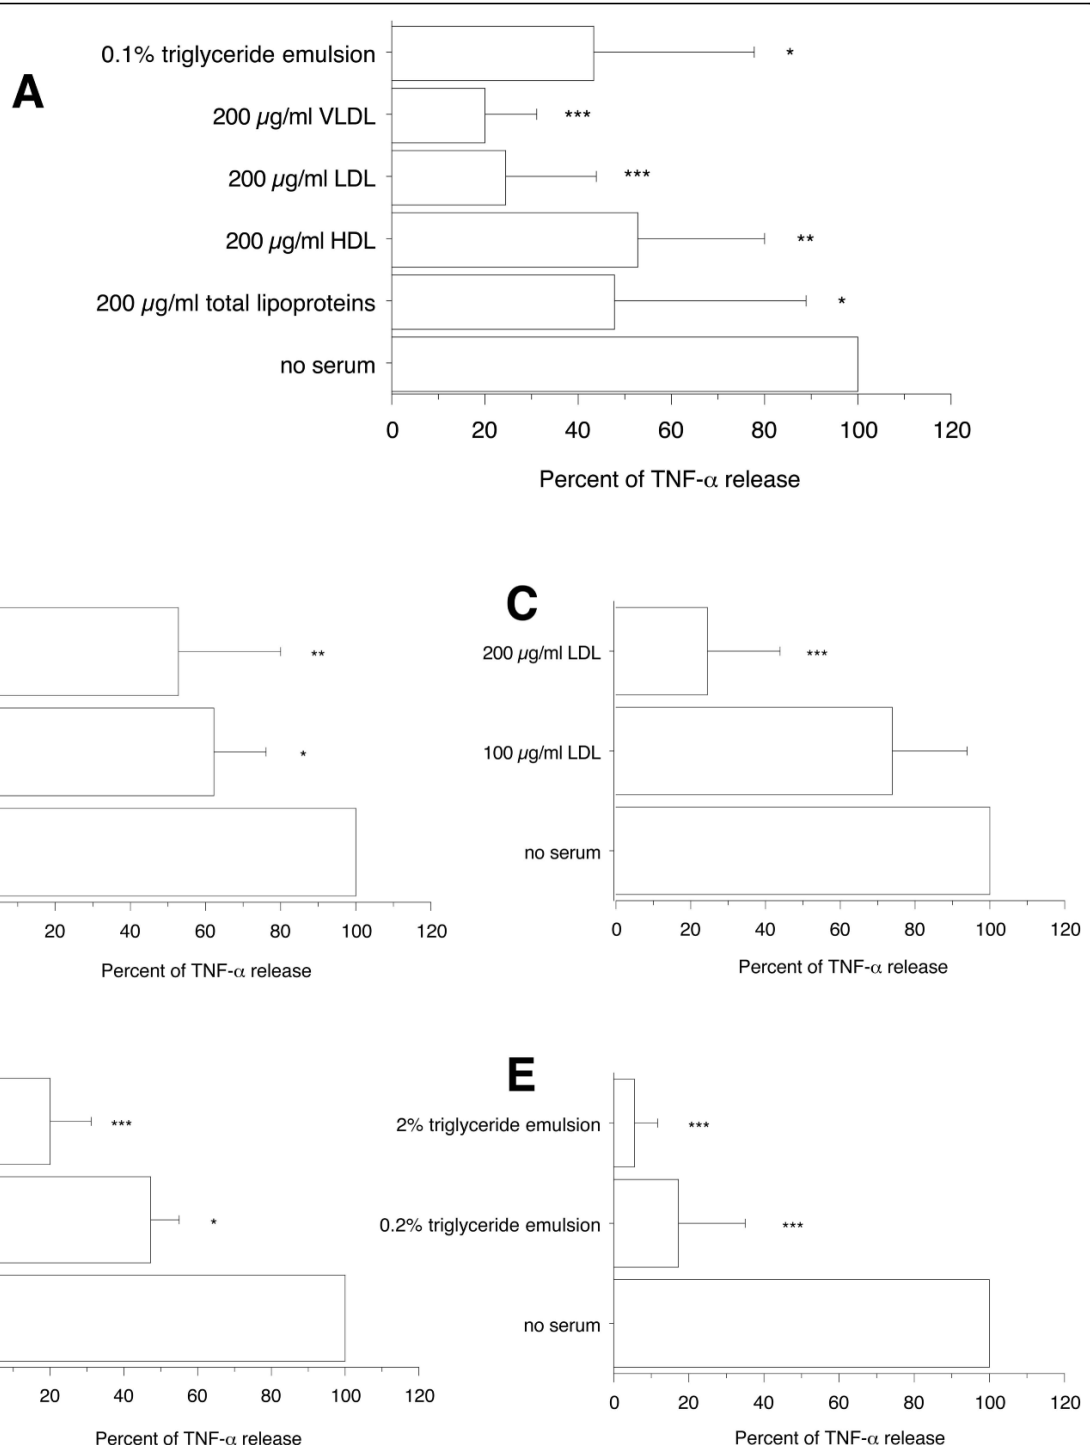 A
0.1% triglyceride emulsion
*
200 µg/ml VLDL
***
200 µg/ml LDL
***
200 µg/ml HDL
**
200 µg/ml total lipoproteins
*
no serum
0 20 40 60 80 100 120
Percent of TNF-α release
**
*
20 40 60 80 100 120
Percent of TNF-α release
C
200 µg/ml LDL
***
100 µg/ml LDL
no serum
0 20 40 60 80 100 120
Percent of TNF-α release
***
*
20 40 60 80 100 120
Percent of TNF-α release
E
2% triglyceride emulsion
***
0.2% triglyceride emulsion
***
no serum
0 20 40 60 80 100 120
Percent of TNF-α release